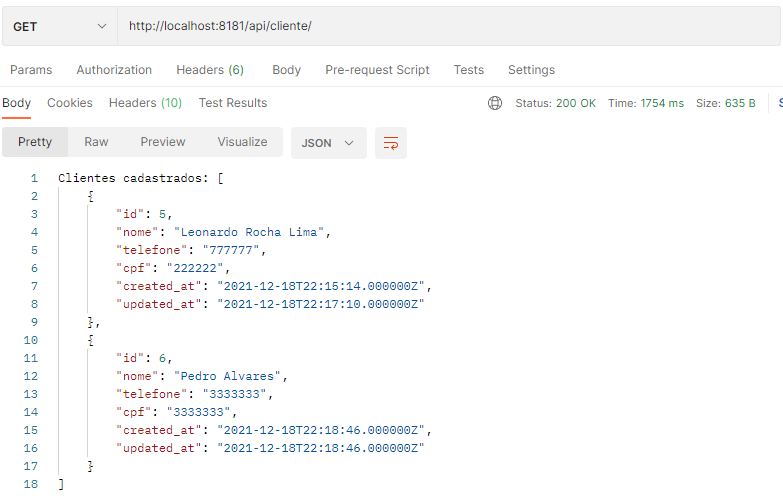 GET http://localhost:8181/api/cliente/
Params Authorization Headers (6) Body Pre-request Script Tests Settings
Body Cookies Headers (10) Test Results Status: 200 OK Time: 1754 ms Size: 635 B
Pretty Raw Preview Visualize JSON
1 Clientes cadastrados: [
2 {
3 "id": 5,
4 "nome": "Leonardo Rocha Lima",
5 "telefone": "777777",
6 "cpf": "222222",
7 "created_at": "2021-12-18T22:15:14.000000Z",
8 "updated_at": "2021-12-18T22:17:10.000000Z"
9 },
10 {
11 "id": 6,
12 "nome": "Pedro Alvares",
13 "telefone": "3333333",
14 "cpf": "3333333",
15 "created_at": "2021-12-18T22:18:46.000000Z",
16 "updated_at": "2021-12-18T22:18:46.000000Z"
17 }
18 ]